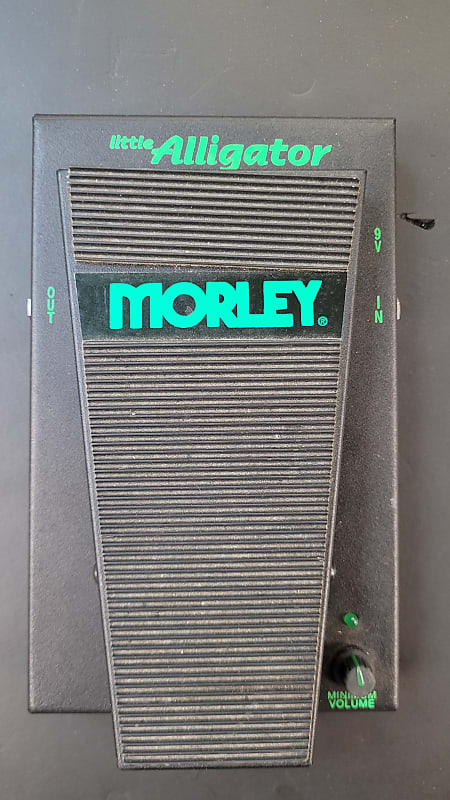 little Alligator
9V
MORLEY®
OUT
IN
MINIMUM
VOLUME